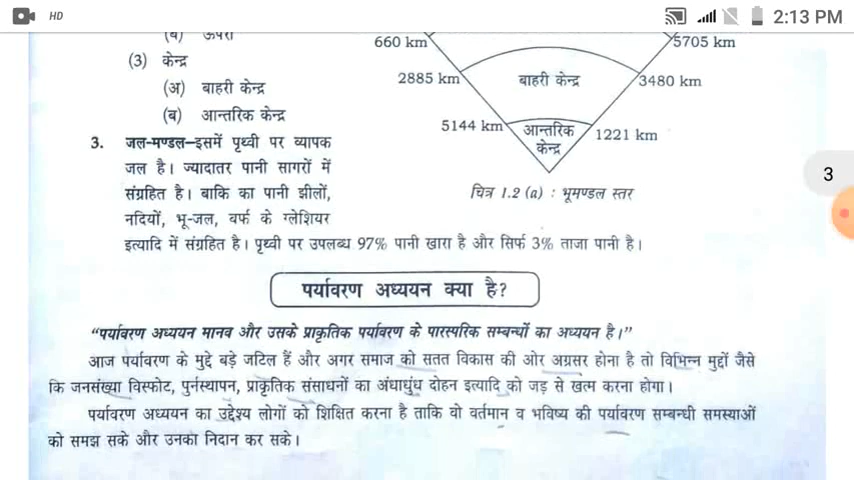 HD
2:13 PM
(ब) ऊपरी
(3) केन्द्र
(अ) बाहरी केन्द्र
(ब) आन्तरिक केन्द्र
660 km
5705 km
2885 km
बाहरी केन्द्र
3480 km
5144 km
आन्तरिक
केन्द्र
1221 km
चित्र 1.2 (a) : भूमण्डल स्तर
3
3. जल-मण्डल—इसमें पृथ्वी पर व्यापक
जल है। ज्यादातर पानी सागरों में
संग्रहित है। बाकि का पानी झीलों,
नदियों, भू-जल, बर्फ के ग्लेशियर
इत्यादि में संग्रहित है। पृथ्वी पर उपलब्ध 97% पानी खारा है और सिर्फ 3% ताजा पानी है।
पर्यावरण अध्ययन क्या है?
“पर्यावरण अध्ययन मानव और उसके प्राकृतिक पर्यावरण के पारस्परिक सम्बन्धों का अध्ययन है।”
आज पर्यावरण के मुद्दे बड़े जटिल हैं और अगर समाज को सतत विकास की ओर अग्रसर होना है तो विभिन्न मुद्दों जैसे
कि जनसंख्या विस्फोट, पुर्नस्थापन, प्राकृतिक संसाधनों का अंधाधुंध दोहन इत्यादि को जड़ से खत्म करना होगा।
पर्यावरण अध्ययन का उद्देश्य लोगों को शिक्षित करना है ताकि वो वर्तमान व भविष्य की पर्यावरण सम्बन्धी समस्याओं
को समझ सके और उनका निदान कर सके।